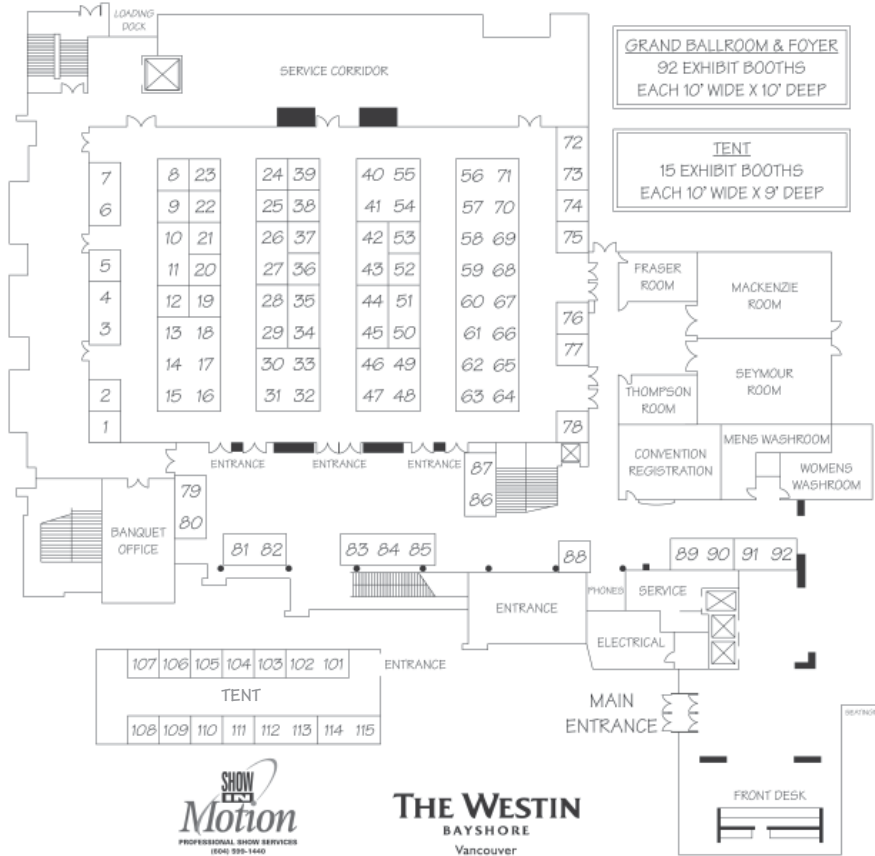 LOADING
DOCK
SERVICE CORRIDOR
GRAND BALLROOM & FOYER
92 EXHIBIT BOOTHS
EACH 10' WIDE X 10' DEEP
TENT
15 EXHIBIT BOOTHS
EACH 10' WIDE X 9' DEEP
72
7 8 23 24 39 40 55 56 71 73
6 9 22 25 38 41 54 57 70 74
10 21 26 37 42 53 58 69 75
5 11 20 27 36 43 52 59 68
4 12 19 28 35 44 51 60 67 76
3 13 18 29 34 45 50 61 66 77
14 17 30 33 46 49 62 65
2 15 16 31 32 47 48 63 64
1 78
FRASER
ROOM
MACKENZIE
ROOM
THOMPSON
ROOM
SEYMOUR
ROOM
CONVENTION
REGISTRATION
MENS WASHROOM
WOMENS
WASHROOM
ENTRANCE ENTRANCE ENTRANCE
87
86
79
80
BANQUET
OFFICE
81 82 83 84 85 88 89 90 91 92
ENTRANCE
PHONES
SERVICE
ELECTRICAL
107 106 105 104 103 102 101
ENTRANCE
TENT
108 109 110 111 112 113 114 115
MAIN
ENTRANCE
SEATING
FRONT DESK
SHOW
IN
Motion
PROFESSIONAL SHOW SERVICES
(604) 599-1440
THE WESTIN
BAYSHORE
Vancouver